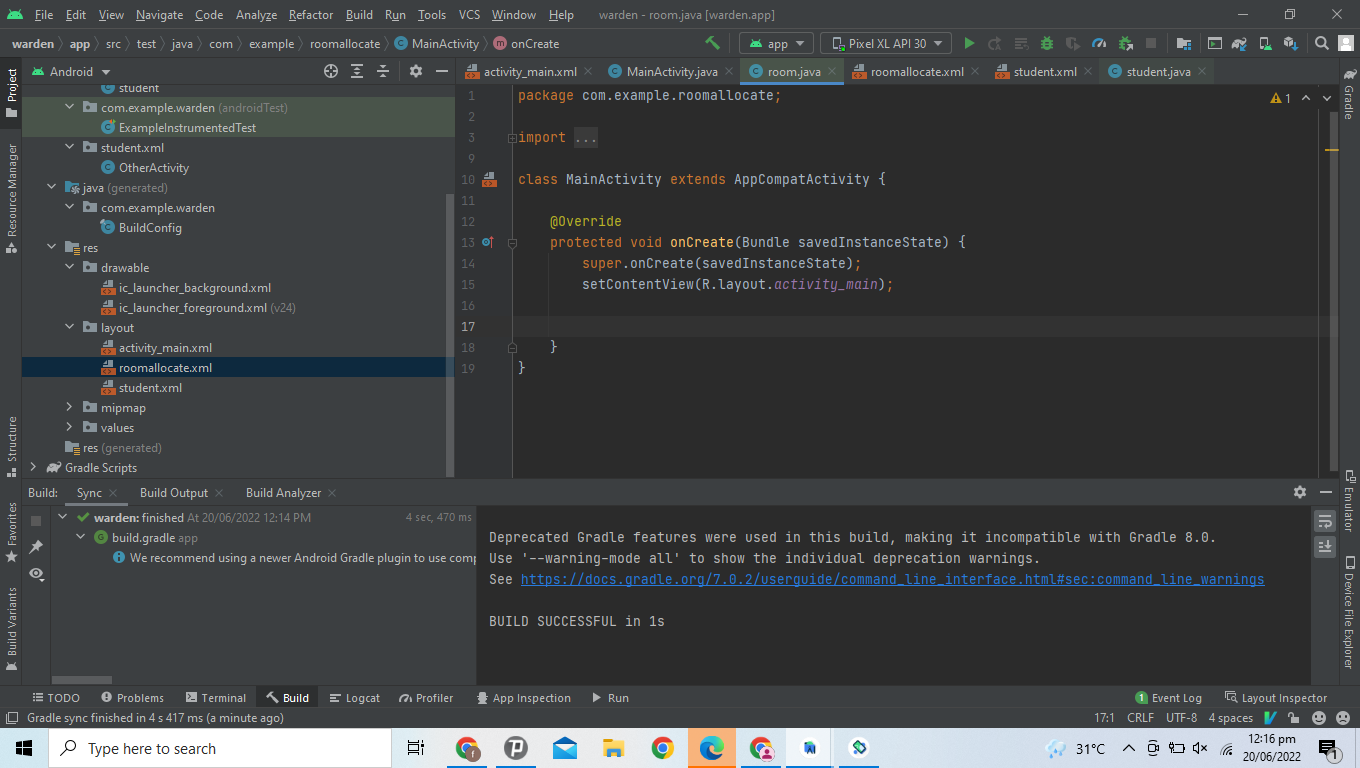 File Edit View Navigate Code Analyze Refactor Build Run Tools VCS Window Help warden - room.java [warden.app]
warden app src test java com example roomallocate MainActivity onCreate app Pixel XL API 30
Android
activity_main.xml MainActivity.java room.java roomallocate.xml student.xml student.java
Project
Resource Manager
Structure
Favorites
Build Variants
student
com.example.warden (androidTest)
ExampleInstrumentedTest
student.xml
OtherActivity
java (generated)
com.example.warden
BuildConfig
res
drawable
ic_launcher_background.xml
ic_launcher_foreground.xml (v24)
layout
activity_main.xml
roomallocate.xml
student.xml
mipmap
values
res (generated)
Gradle Scripts
1 package com.example.roomallocate;
2
3 import ...
9
10 class MainActivity extends AppCompatActivity {
11
12 @Override
13 protected void onCreate(Bundle savedInstanceState) {
14 super.onCreate(savedInstanceState);
15 setContentView(R.layout.activity_main);
16
17
18 }
19 }
1
Gradle
Emulator
Device File Explorer
Build: Sync Build Output Build Analyzer
warden: finished At 20/06/2022 12:14 PM 4 sec, 470 ms
build.gradle app
We recommend using a newer Android Gradle plugin to use comp
Deprecated Gradle features were used in this build, making it incompatible with Gradle 8.0.
Use '--warning-mode all' to show the individual deprecation warnings.
See https://docs.gradle.org/7.0.2/userguide/command_line_interface.html#sec:command_line_warnings
BUILD SUCCESSFUL in 1s
TODO Problems Terminal Build Logcat Profiler App Inspection Run 1 Event Log Layout Inspector
Gradle sync finished in 4 s 417 ms (a minute ago) 17:1 CRLF UTF-8 4 spaces
Type here to search
31°C
12:16 pm
20/06/2022
1